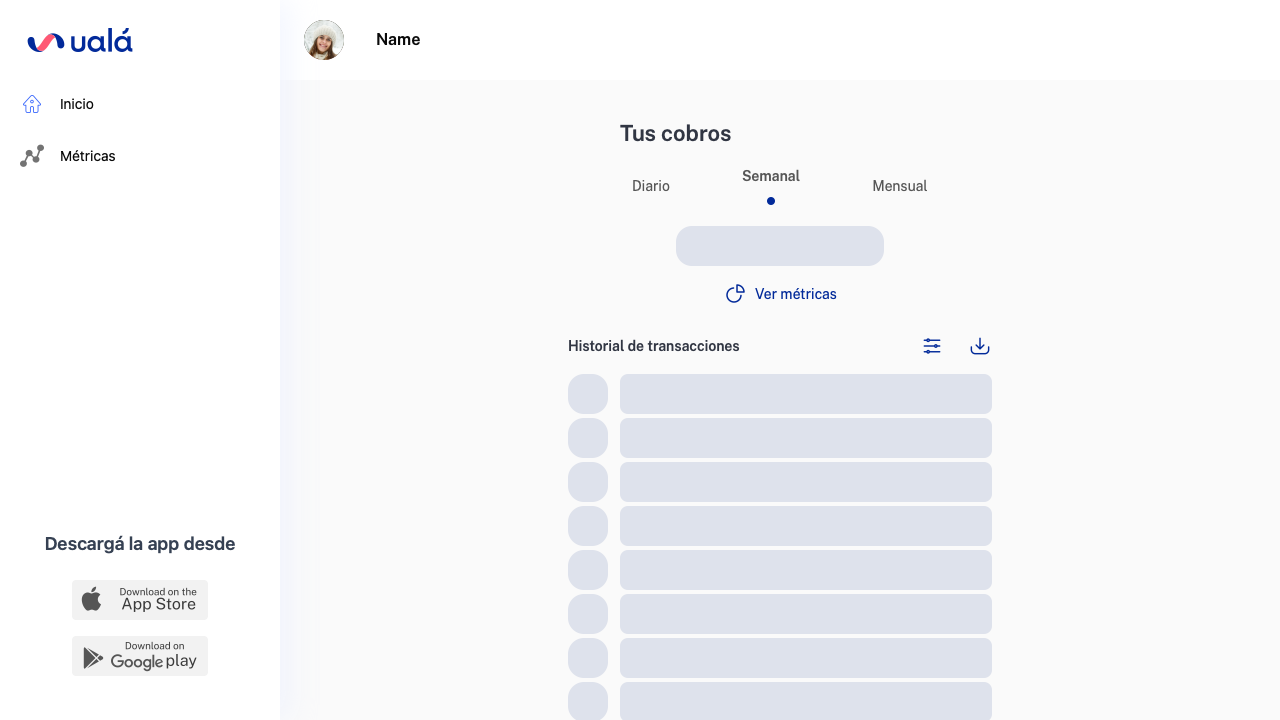 ualá
Inicio
Métricas
Descargá la app desde
Download on the
App Store
Download on
Google play
Name
Tus cobros
Diario
Semanal
Mensual
Ver métricas
Historial de transacciones